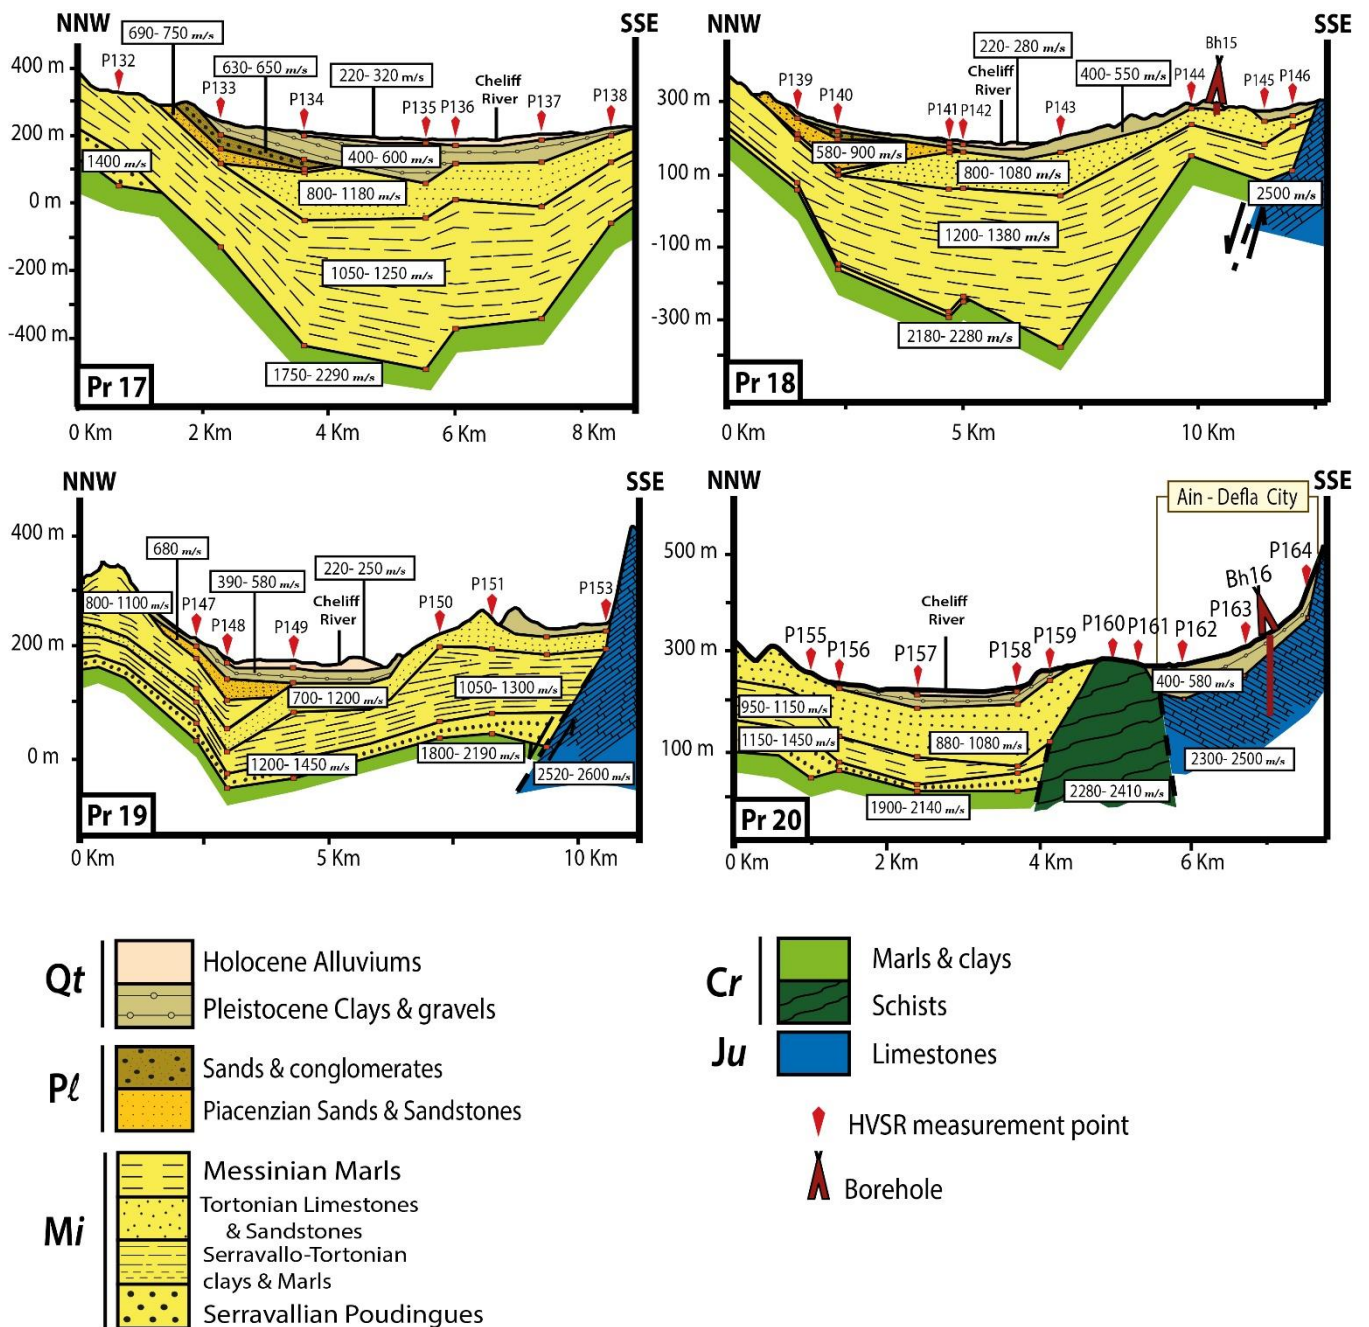 NNW
SSE
690- 750 m/s
P132
630- 650 m/s
P133
220- 320 m/s
P134
Cheliff
River
P135
P136
P137
P138
400 m
200 m
0 m
-200 m
-400 m
1400 m/s
400- 600 m/s
800- 1180 m/s
1050- 1250 m/s
1750- 2290 m/s
Pr 17
0 Km
2 Km
4 Km
6 Km
8 Km
NNW
SSE
220- 280 m/s
Bh15
Cheliff
River
400- 550 m/s
P139
P140
P141
P142
P143
P144
P145
P146
300 m
100 m
-100 m
-300 m
580- 900 m/s
800- 1080 m/s
2500 m/s
1200- 1380 m/s
2180- 2280 m/s
Pr 18
0 Km
5 Km
10 Km
NNW
SSE
400 m
200 m
0 m
680 m/s
390- 580 m/s
220- 250 m/s
800- 1100 m/s
P147
P148
P149
Cheliff
River
P150
P151
P153
700- 1200 m/s
1050- 1300 m/s
1200- 1450 m/s
1800- 2190 m/s
2520- 2600 m/s
Pr 19
0 Km
5 Km
10 Km
NNW
SSE
Ain - Defla City
500 m
300 m
100 m
P155
P156
P157
Cheliff
River
P158
P159
P160
P161
P162
P163
Bh16
P164
400- 580 m/s
950- 1150 m/s
1150- 1450 m/s
880- 1080 m/s
1900- 2140 m/s
2280- 2410 m/s
2300- 2500 m/s
Pr 20
0 Km
2 Km
4 Km
6 Km
Qt
Holocene Alluviums
Pleistocene Clays & gravels
Pℓ
Sands & conglomerates
Piacenzian Sands & Sandstones
Mi
Messinian Marls
Tortonian Limestones
& Sandstones
Serravallo-Tortonian
clays & Marls
Serravallian Poudingues
Cr
Marls & clays
Schists
Ju
Limestones
HVSR measurement point
Borehole